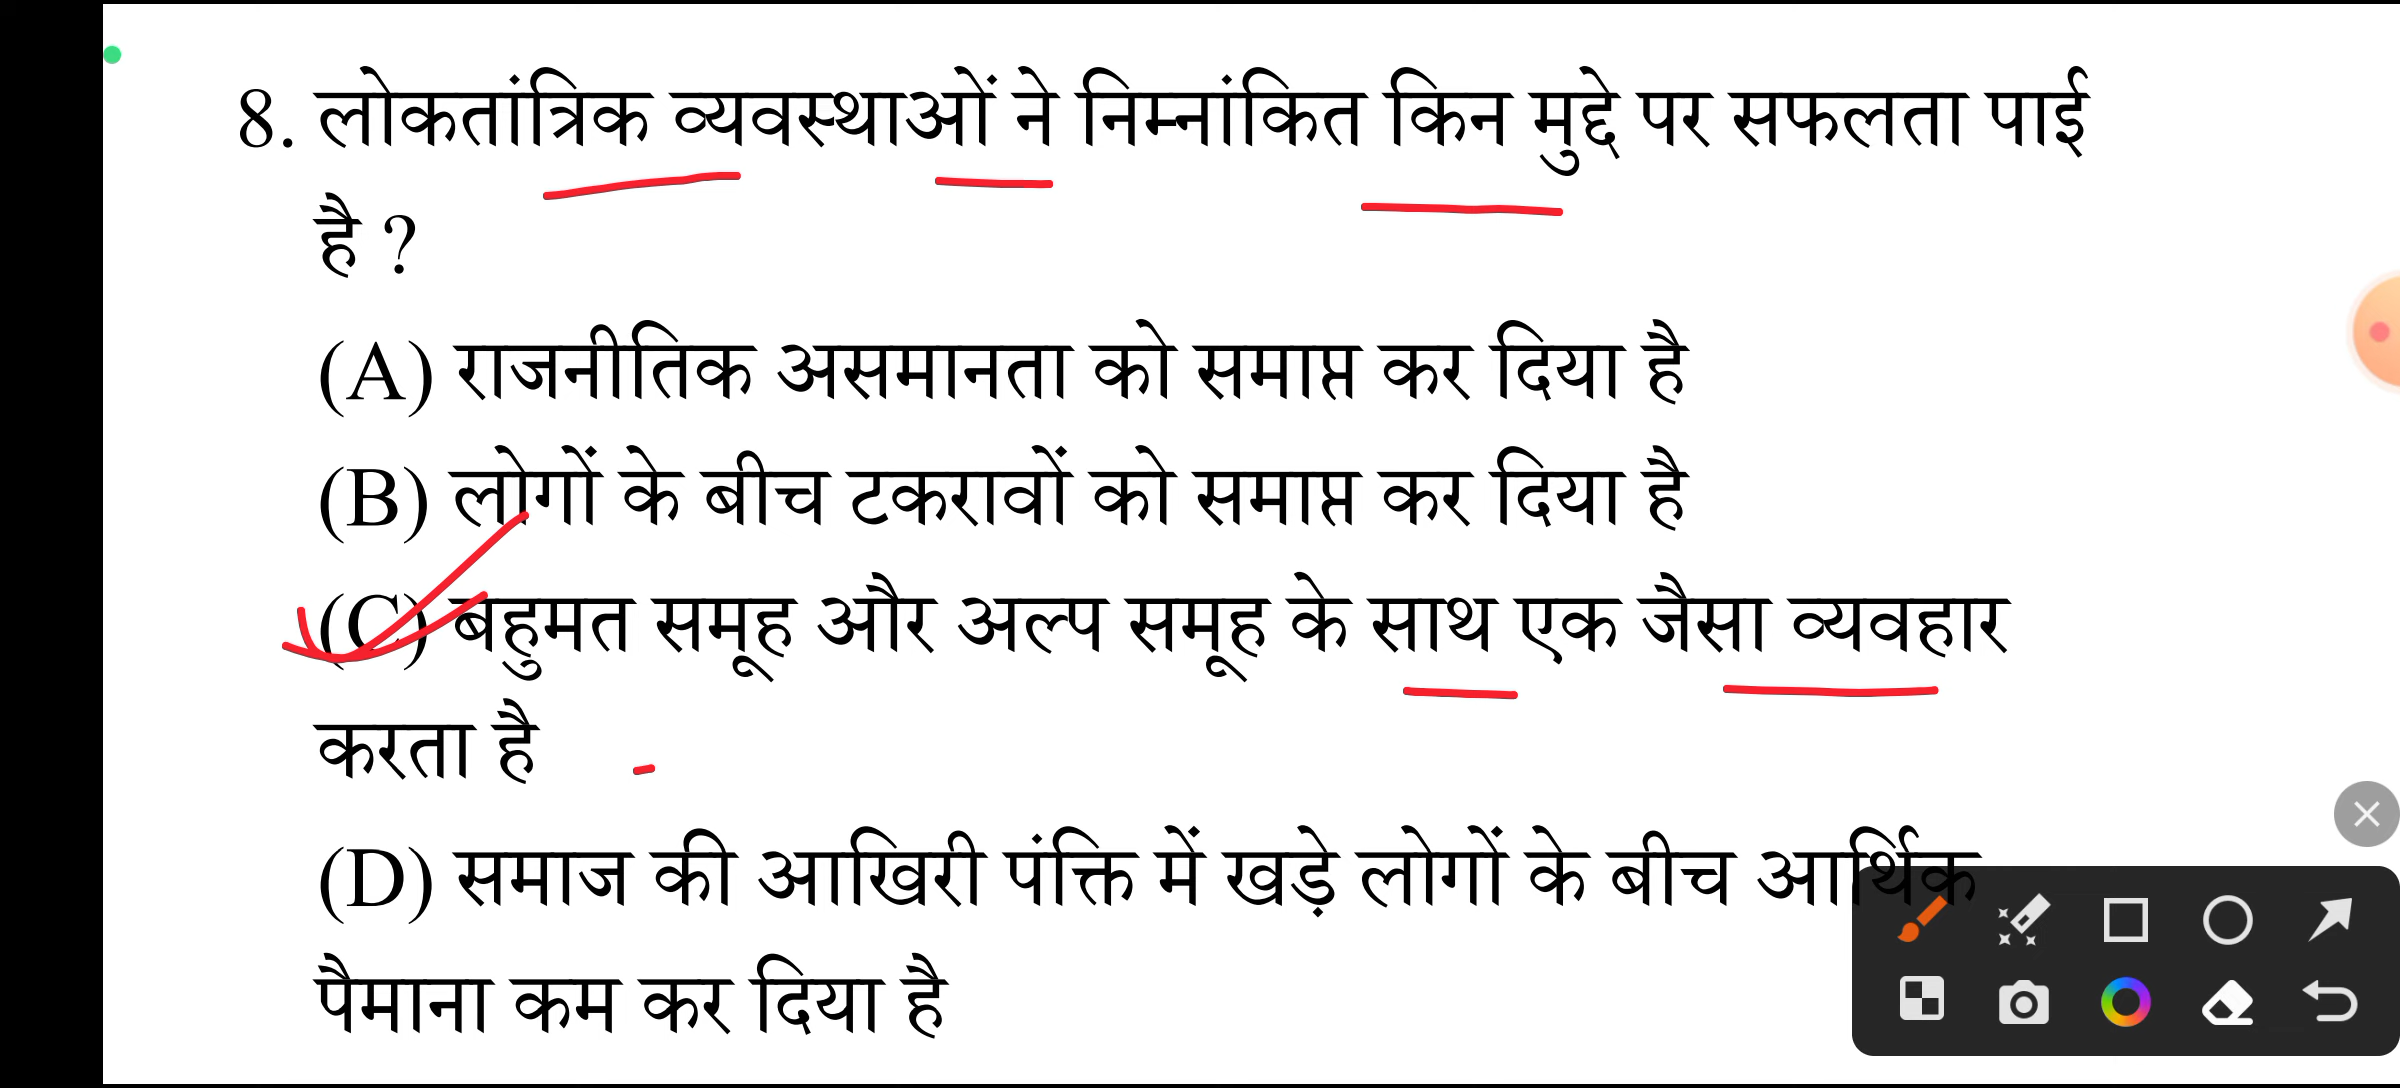 8. लोकतांत्रिक व्यवस्थाओं ने निम्नांकित किन मुद्दे पर सफलता पाई
है ?
(A) राजनीतिक असमानता को समाप्त कर दिया है
(B) लोगों के बीच टकरावों को समाप्त कर दिया है
(C) बहुमत समूह और अल्प समूह के साथ एक जैसा व्यवहार
करता है
(D) समाज की आखिरी पंक्ति में खड़े लोगों के बीच आर्थिक
पैमाना कम कर दिया है